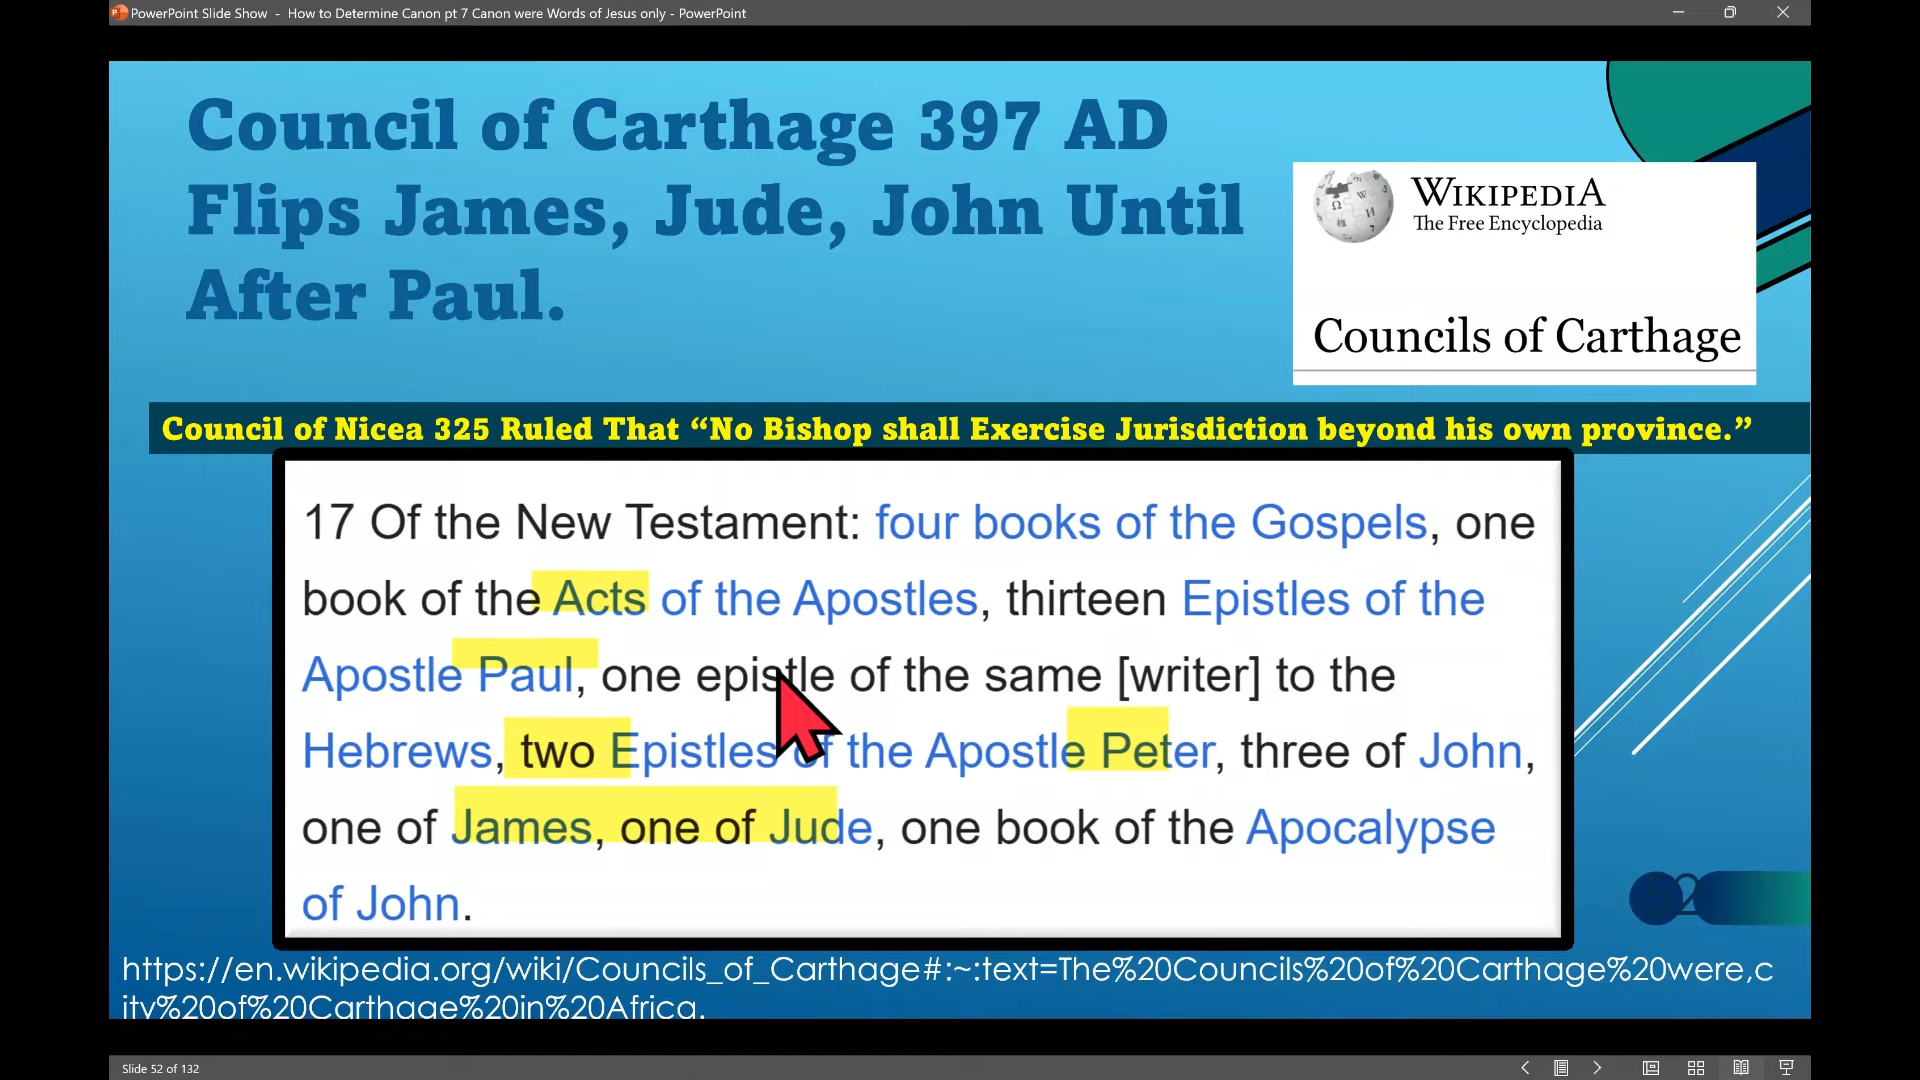 PowerPoint Slide Show - How to Determine Canon pt 7 Canon were Words of Jesus only - PowerPoint
Council of Carthage 397 AD
Flips James, Jude, John Until
After Paul.
WIKIPEDIA
The Free Encyclopedia
Councils of Carthage
Council of Nicea 325 Ruled That “No Bishop shall Exercise Jurisdiction beyond his own province.”
17 Of the New Testament: four books of the Gospels, one
book of the Acts of the Apostles, thirteen Epistles of the
Apostle Paul, one epistle of the same [writer] to the
Hebrews, two Epistles of the Apostle Peter, three of John,
one of James, one of Jude, one book of the Apocalypse
of John.
https://en.wikipedia.org/wiki/Councils_of_Carthage#:~:text=The%20Councils%20of%20Carthage%20were,c
ity%20of%20Carthage%20in%20Africa.
Slide 52 of 132